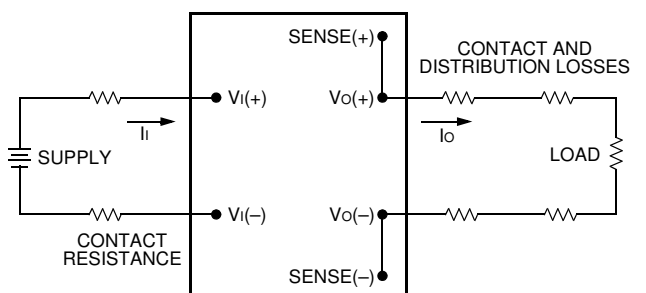 SENSE(+)
CONTACT AND
DISTRIBUTION LOSSES
VI(+)
VO(+)
II
IO
SUPPLY
LOAD
VI(–)
VO(–)
CONTACT
RESISTANCE
SENSE(–)